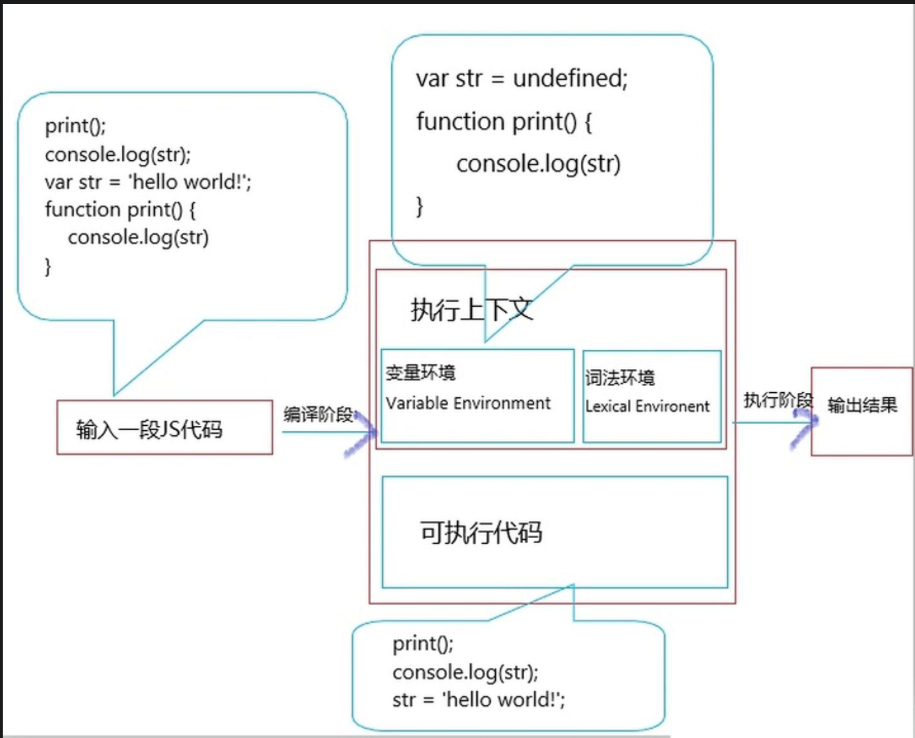 var str = undefined;
function print() {
console.log(str)
}
print();
console.log(str);
var str = 'hello world!';
function print() {
console.log(str)
}
执行上下文
变量环境
Variable Environment
词法环境
Lexical Environent
输入一段JS代码
编译阶段
执行阶段
输出结果
可执行代码
print();
console.log(str);
str = 'hello world!';